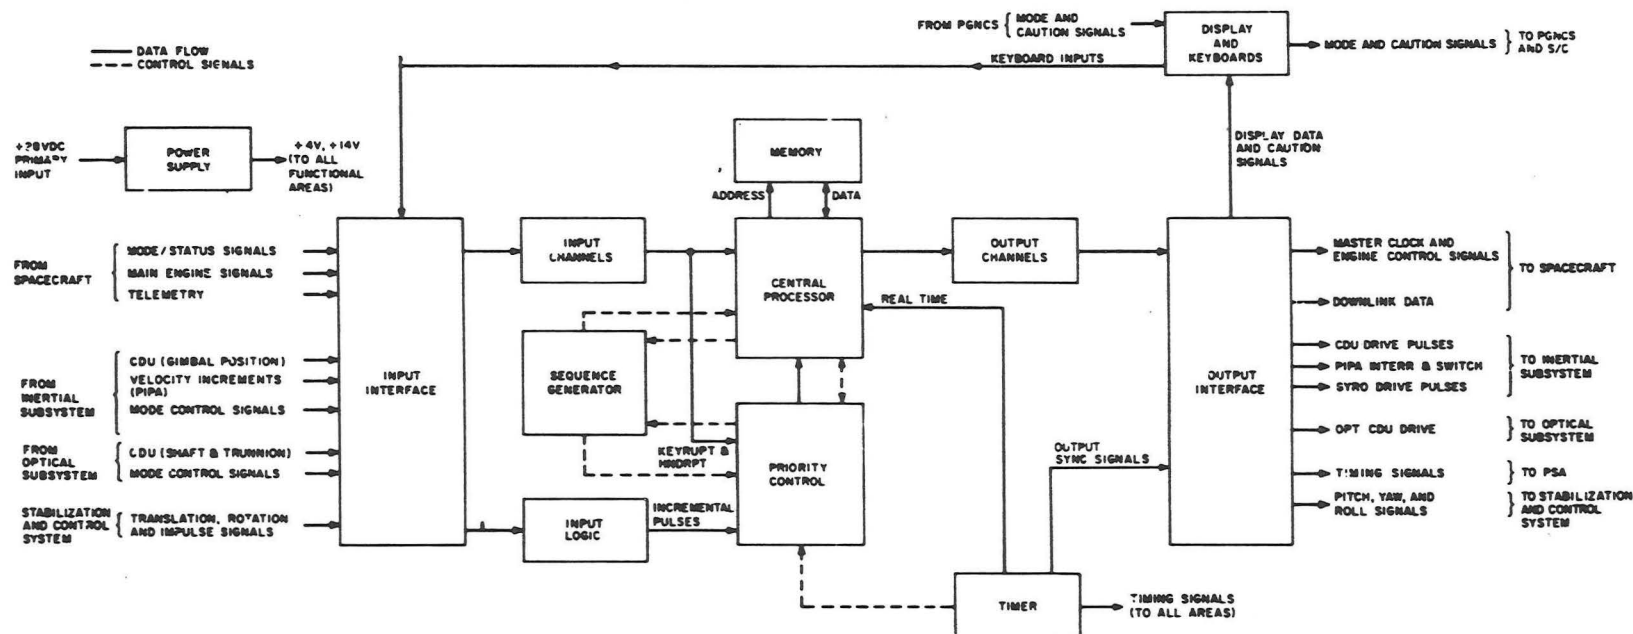 DATA FLOW
CONTROL SIGNALS
FROM PGNCS
MODE AND
CAUTION SIGNALS
DISPLAY
AND
KEYBOARDS
MODE AND CAUTION SIGNALS
TO PGNCS
AND S/C
KEYBOARD INPUTS
+28VDC
PRIMARY
INPUT
POWER
SUPPLY
+4V, +14V
(TO ALL
FUNCTIONAL
AREAS)
MEMORY
ADDRESS
DATA
DISPLAY DATA
AND CAUTION
SIGNALS
FROM
SPACECRAFT
MODE/STATUS SIGNALS
MAIN ENGINE SIGNALS
TELEMETRY
INPUT
INTERFACE
INPUT
CHANNELS
CENTRAL
PROCESSOR
OUTPUT
CHANNELS
REAL TIME
OUTPUT
INTERFACE
MASTER CLOCK AND
ENGINE CONTROL SIGNALS
DOWNLINK DATA
TO SPACECRAFT
FROM
INERTIAL
SUBSYSTEM
CDU (GIMBAL POSITION)
VELOCITY INCREMENTS
(PIPA)
MODE CONTROL SIGNALS
SEQUENCE
GENERATOR
CDU DRIVE PULSES
PIPA INTERR & SWITCH
SYRO DRIVE PULSES
TO INERTIAL
SUBSYSTEM
FROM
OPTICAL
SUBSYSTEM
CDU (SHAFT & TRUNNION)
MODE CONTROL SIGNALS
KEYRUPT &
HNDRPT
PRIORITY
CONTROL
OUTPUT
SYNC SIGNALS
OPT CDU DRIVE
TO OPTICAL
SUBSYSTEM
TIMING SIGNALS
TO PSA
STABILIZATION
AND CONTROL
SYSTEM
TRANSLATION, ROTATION
AND IMPULSE SIGNALS
INPUT
LOGIC
INCREMENTAL
PULSES
PITCH, YAW, AND
ROLL SIGNALS
TO STABILIZATION
AND CONTROL
SYSTEM
TIMER
TIMING SIGNALS
(TO ALL AREAS)